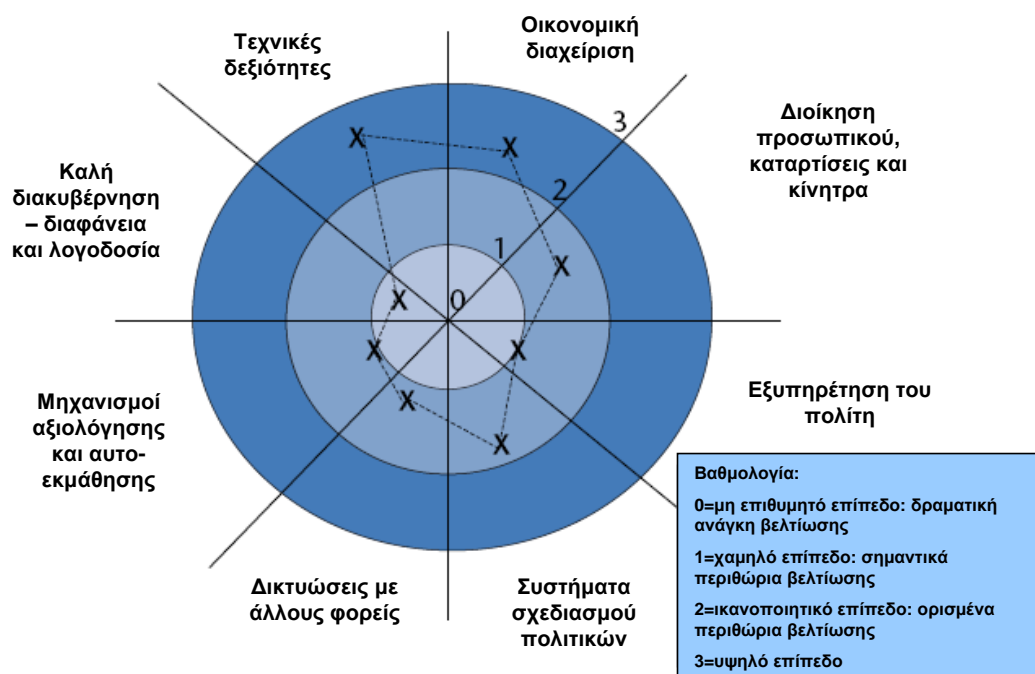 Τεχνικές
δεξιότητες
Οικονομική
διαχείριση
Διοίκηση
προσωπικού,
καταρτίσεις και
κίνητρα
Καλή
διακυβέρνηση
– διαφάνεια
και λογοδοσία
3
2
1
0
X
X
X
X
X
X
X
X
Μηχανισμοί
αξιολόγησης
και αυτο-
εκμάθησης
Εξυπηρέτηση του
πολίτη
Δικτυώσεις με
άλλους φορείς
Συστήματα
σχεδιασμού
πολιτικών
Βαθμολογία:
0=μη επιθυμητό επίπεδο: δραματική
ανάγκη βελτίωσης
1=χαμηλό επίπεδο: σημαντικά
περιθώρια βελτίωσης
2=ικανοποιητικό επίπεδο: ορισμένα
περιθώρια βελτίωσης
3=υψηλό επίπεδο